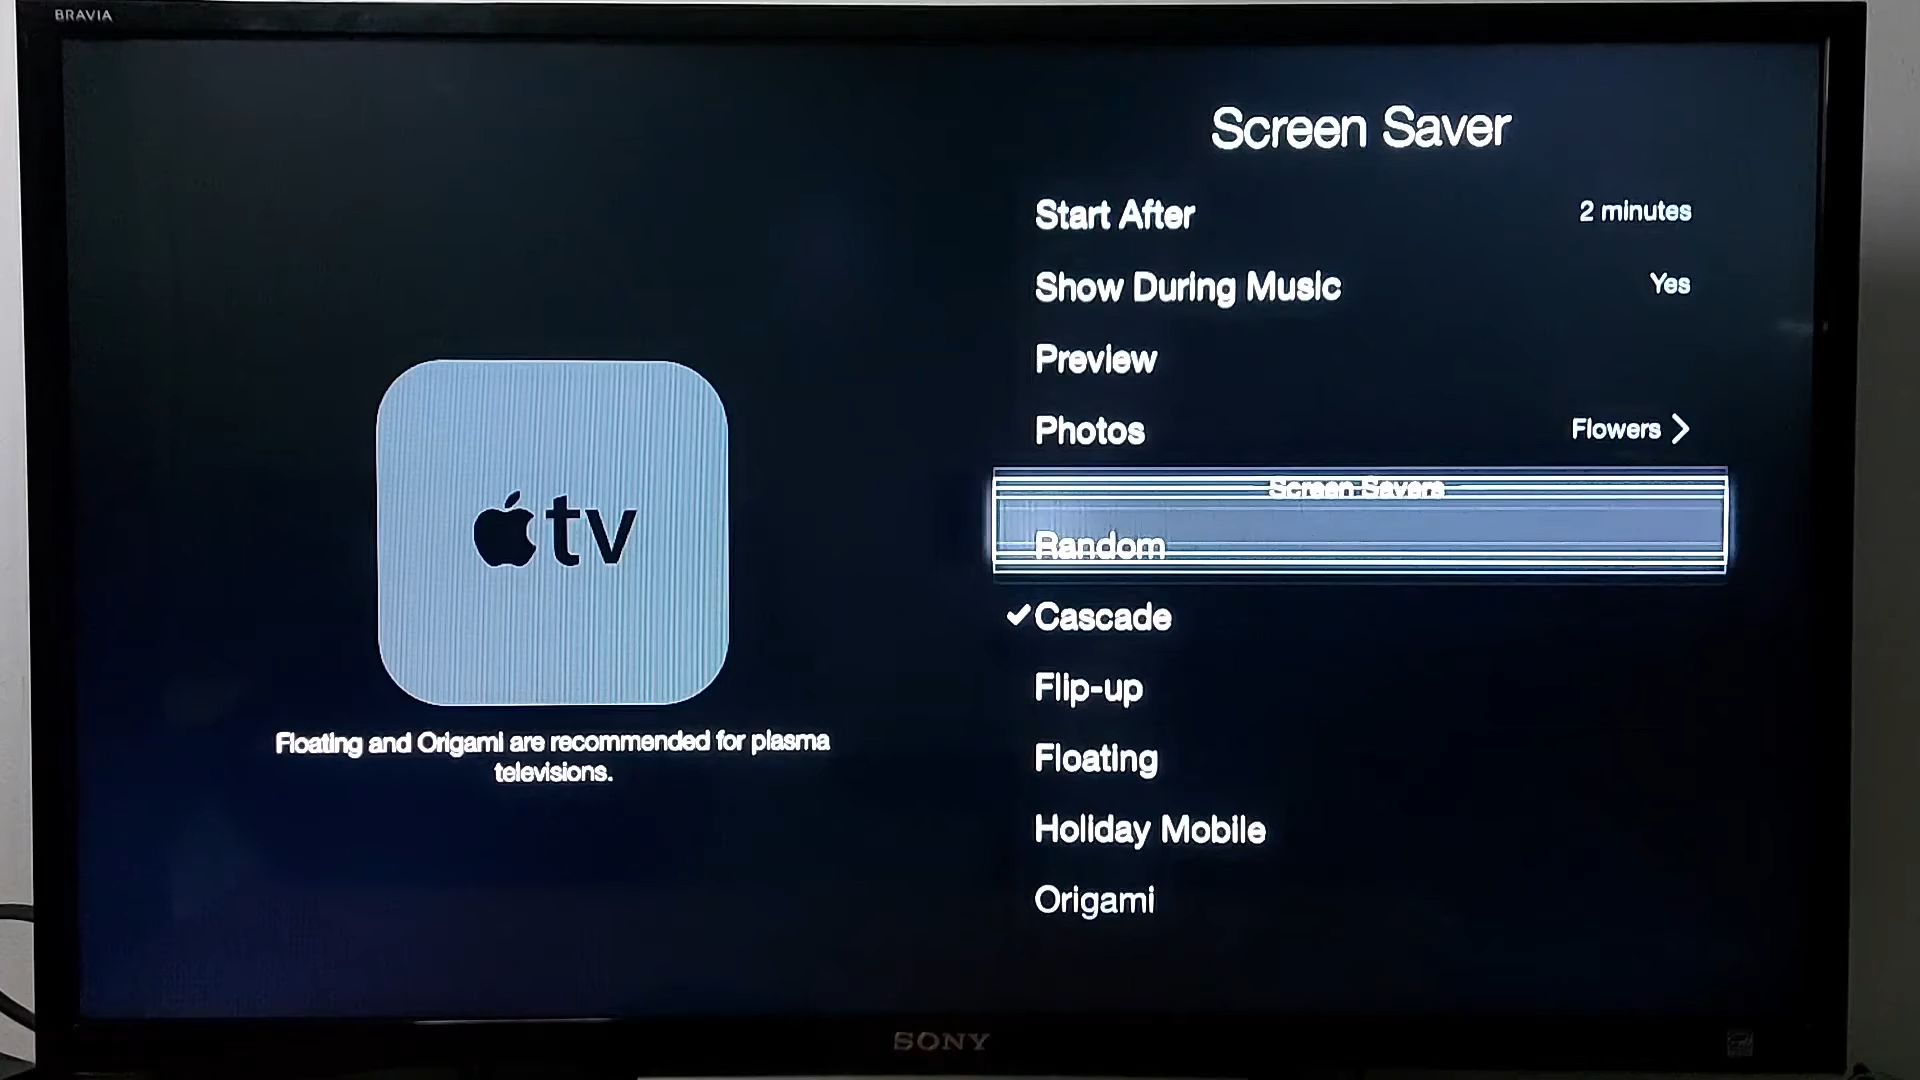 BRAVIA
Screen Saver
Start After 2 minutes
Show During Music Yes
Preview
Photos Flowers
Screen Savers
Random
Cascade
Flip-up
Floating
Holiday Mobile
Origami
tv
Floating and Origami are recommended for plasma
televisions.
SONY